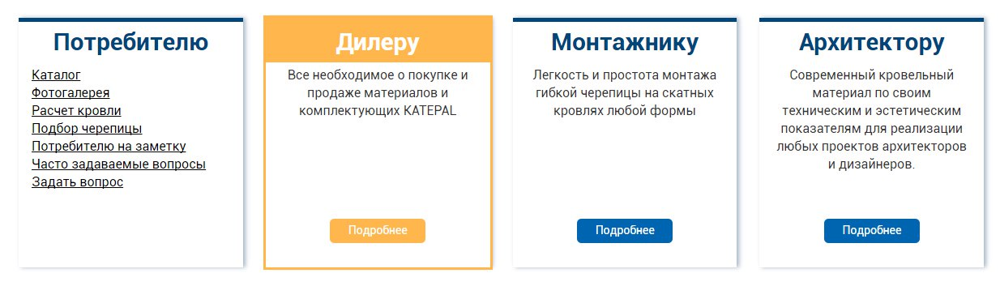 Потребителю
Каталог
Фотогалерея
Расчет кровли
Подбор черепицы
Потребителю на заметку
Часто задаваемые вопросы
Задать вопрос
Дилеру
Все необходимое о покупке и
продаже материалов и
комплектующих KATEPAL
Подробнее
Монтажнику
Легкость и простота монтажа
гибкой черепицы на скатных
кровлях любой формы
Подробнее
Архитектору
Современный кровельный
материал по своим
техническим и эстетическим
показателям для реализации
любых проектов архитекторов
и дизайнеров.
Подробнее